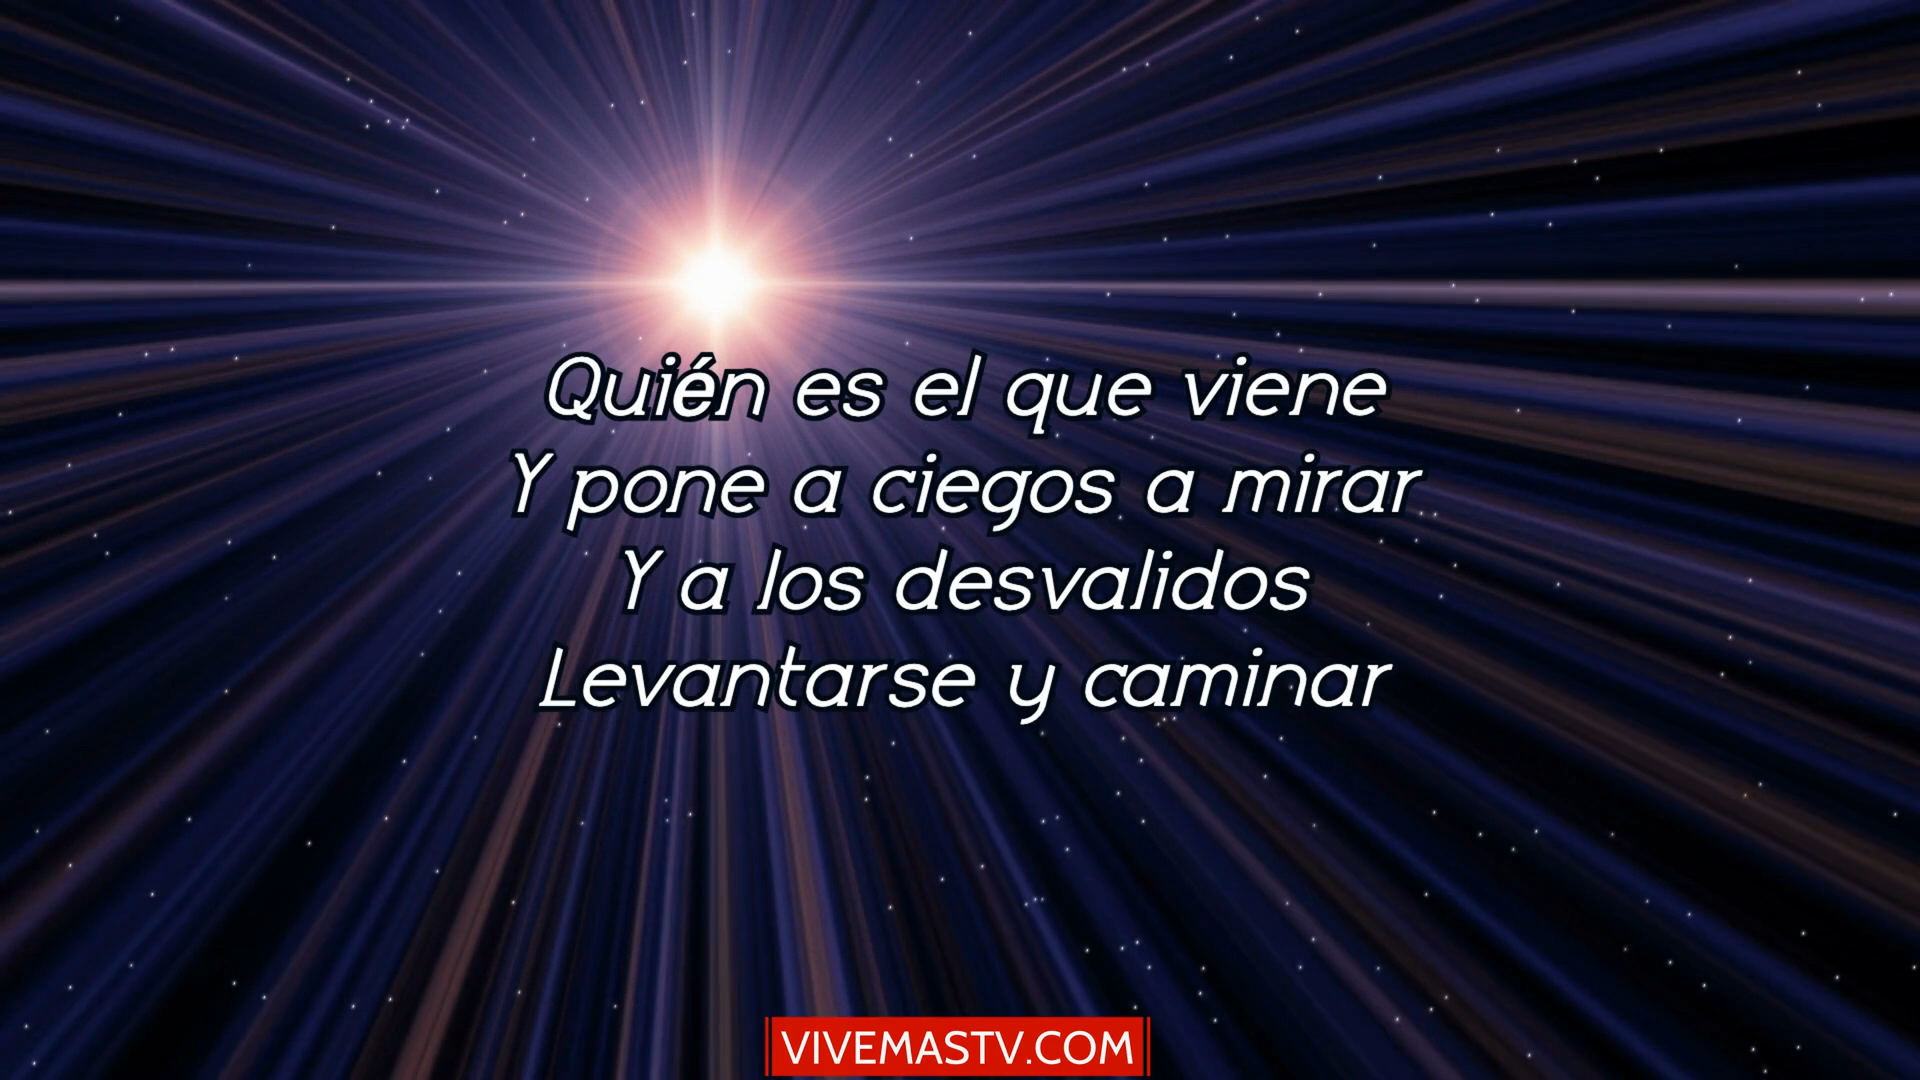 Quién es el que viene
Y pone a ciegos a mirar
Y a los desvalidos
Levantarse y caminar
VIVEMASTV.COM